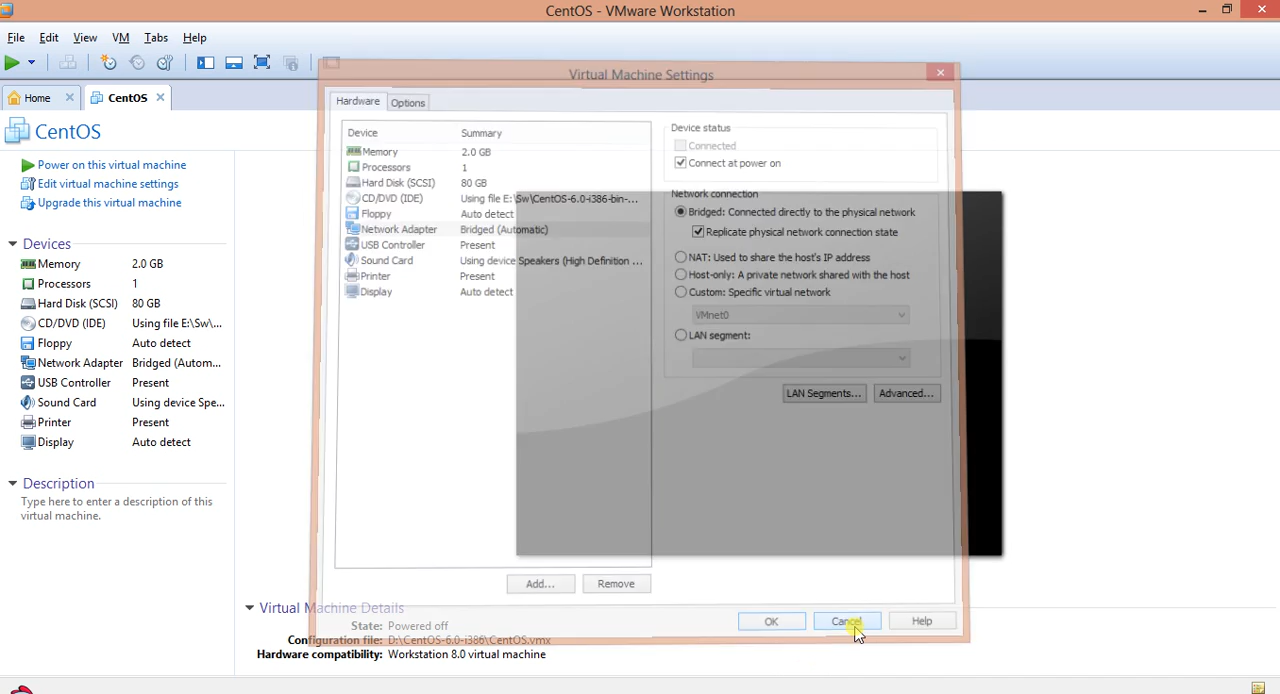 CentOS - VMware Workstation
File Edit View VM Tabs Help
Home CentOS
CentOS
Power on this virtual machine
Edit virtual machine settings
Upgrade this virtual machine
Devices
Memory 2.0 GB
Processors 1
Hard Disk (SCSI) 80 GB
CD/DVD (IDE) Using file E:\Sw\...
Floppy Auto detect
Network Adapter Bridged (Autom...
USB Controller Present
Sound Card Using device Spe...
Printer Present
Display Auto detect
Description
Type here to enter a description of this
virtual machine.
Virtual Machine Settings
Hardware Options
Device Summary
Memory 2.0 GB
Processors 1
Hard Disk (SCSI) 80 GB
CD/DVD (IDE) Using file E:\Sw\CentOS-6.0-i386-bin-...
Floppy Auto detect
Network Adapter Bridged (Automatic)
USB Controller Present
Sound Card Using device Speakers (High Definition ...
Printer Present
Display Auto detect
Add... Remove
Device status
Connected
Connect at power on
Network connection
Bridged: Connected directly to the physical network
Replicate physical network connection state
NAT: Used to share the host's IP address
Host-only: A private network shared with the host
Custom: Specific virtual network
VMnet0
LAN segment:
LAN Segments... Advanced...
OK Cancel Help
Virtual Machine Details
State: Powered off
Configuration file: D:\CentOS-6.0-i386\CentOS.vmx
Hardware compatibility: Workstation 8.0 virtual machine